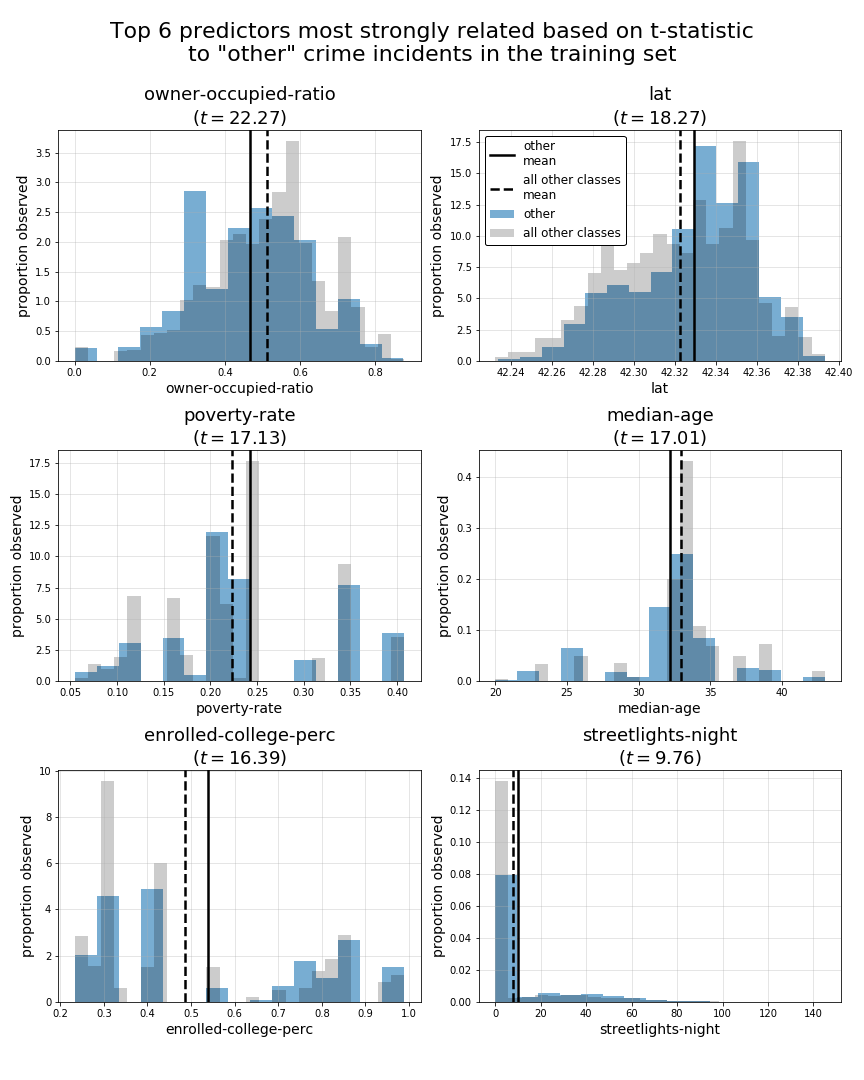 Top 6 predictors most strongly related based on t-statistic
to "other" crime incidents in the training set
owner-occupied-ratio
(t = 22.27)
proportion observed
3.5
3.0
2.5
2.0
1.5
1.0
0.5
0.0
0.0 0.2 0.4 0.6 0.8
owner-occupied-ratio
lat
(t = 18.27)
proportion observed
17.5
15.0
12.5
10.0
7.5
5.0
2.5
0.0
other
mean
all other classes
mean
other
all other classes
42.24 42.26 42.28 42.30 42.32 42.34 42.36 42.38 42.40
lat
poverty-rate
(t = 17.13)
proportion observed
17.5
15.0
12.5
10.0
7.5
5.0
2.5
0.0
0.05 0.10 0.15 0.20 0.25 0.30 0.35 0.40
poverty-rate
median-age
(t = 17.01)
proportion observed
0.4
0.3
0.2
0.1
0.0
20 25 30 35 40
median-age
enrolled-college-perc
(t = 16.39)
proportion observed
10
8
6
4
2
0
0.2 0.3 0.4 0.5 0.6 0.7 0.8 0.9 1.0
enrolled-college-perc
streetlights-night
(t = 9.76)
proportion observed
0.14
0.12
0.10
0.08
0.06
0.04
0.02
0.00
0 20 40 60 80 100 120 140
streetlights-night